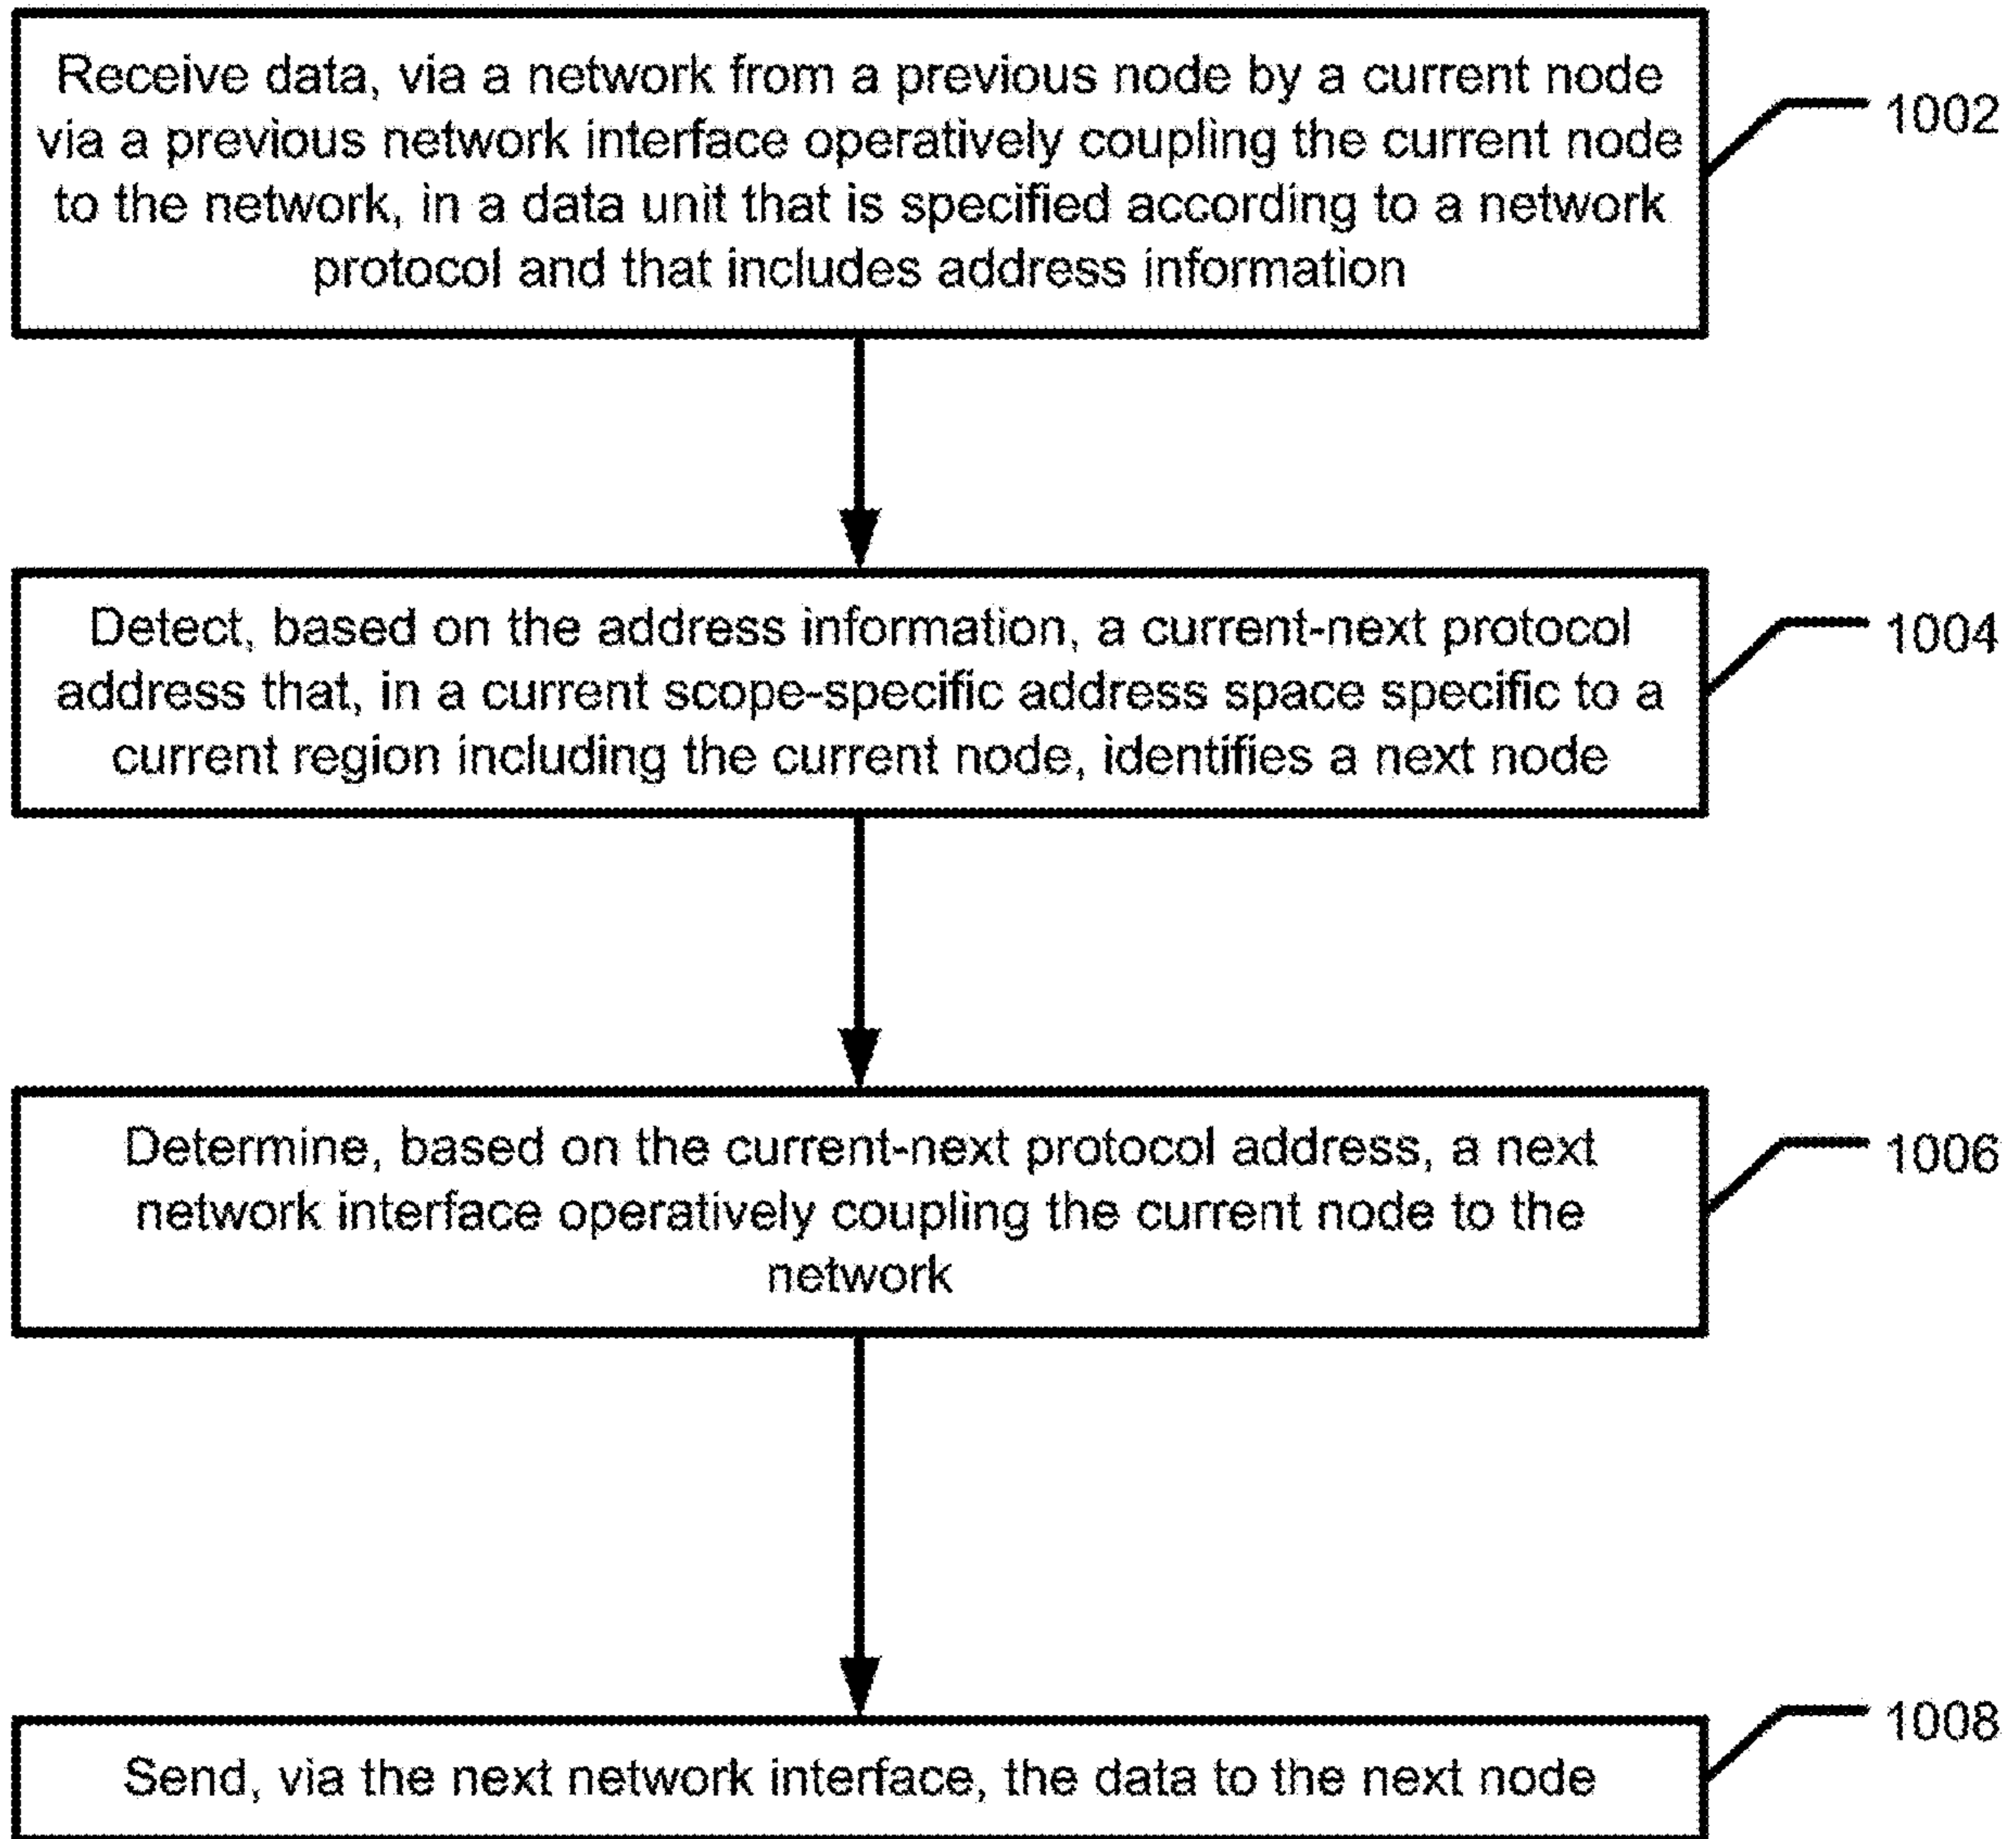 Receive data, via a network from a previous node by a current node
via a previous network interface operatively coupling the current node
to the network, in a data unit that is specified according to a network
protocol and that includes address information
1002
Detect, based on the address information, a current-next protocol
address that, in a current scope-specific address space specific to a
current region including the current node, identifies a next node
1004
Determine, based on the current-next protocol address, a next
network interface operatively coupling the current node to the
network
1006
Send, via the next network interface, the data to the next node
1008